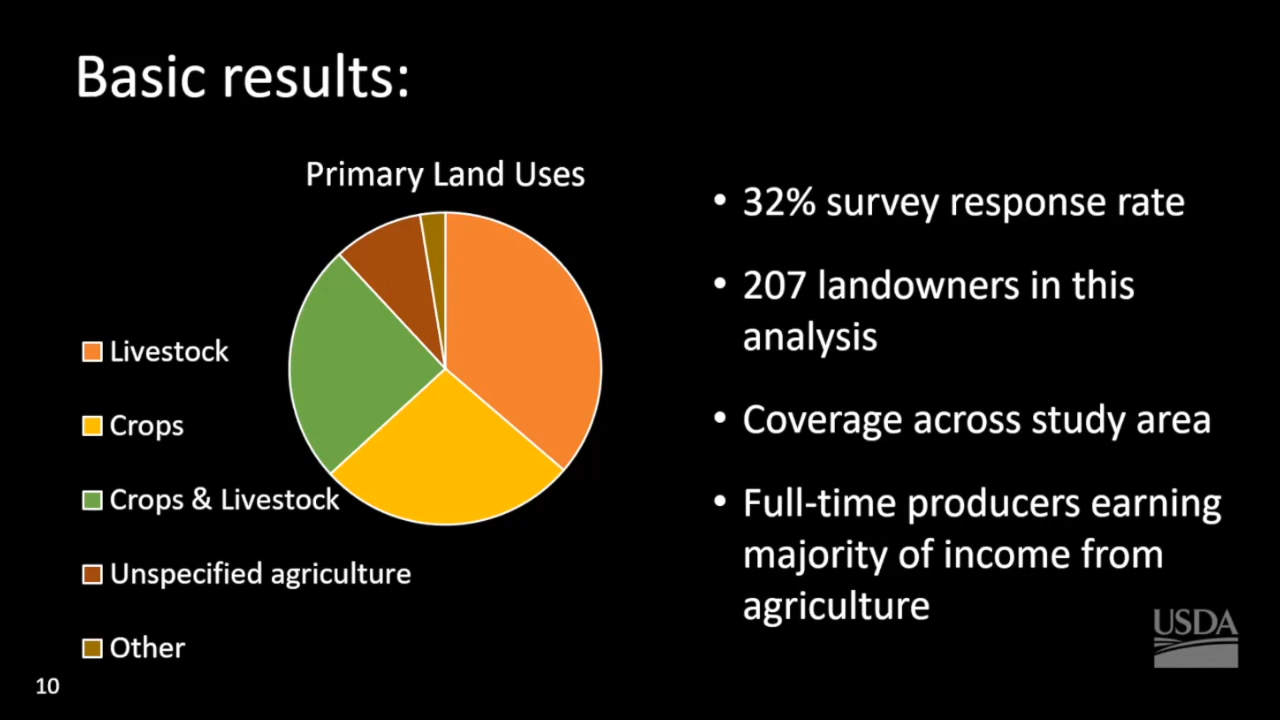 Basic results:
Primary Land Uses
Livestock
Crops
Crops & Livestock
Unspecified agriculture
Other
• 32% survey response rate
• 207 landowners in this
analysis
• Coverage across study area
• Full-time producers earning
majority of income from
agriculture
USDA
10